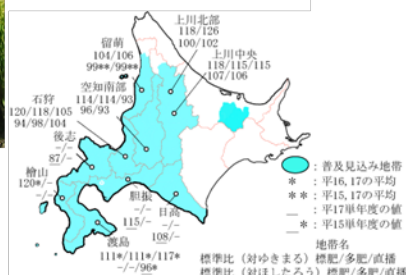 上川北部
118/126
100/102
留萌
104/106
99**/99**
上川中央
118/115/115
107/106
空知南部
114/114/93
96/93
石狩
120/118/105
94/98/104
後志
-/-
87/-
檜山
120*/-
-/-
胆振
-/-
115/-
日高
-/-
108/-
渡島
111*/111*/117*
-/-/96*
：普及見込み地帯
* ：平16, 17の平均
** ：平15, 17の平均
__ ：平17単年度の値
__* ：平15単年度の値
地帯名
標準比（対ゆきまる）標肥/多肥/直播
標準比（対ほしたろう）標肥/多肥/直播